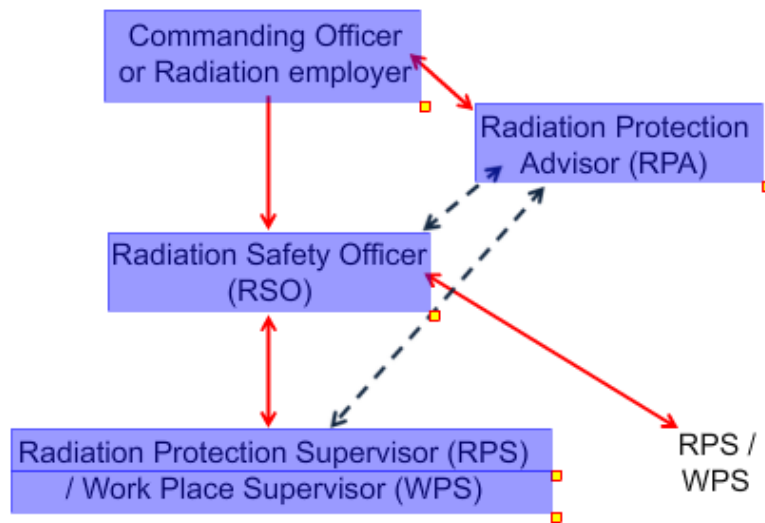 Commanding Officer
or Radiation employer
Radiation Protection
Advisor (RPA)
Radiation Safety Officer
(RSO)
Radiation Protection Supervisor (RPS)
/ Work Place Supervisor (WPS)
RPS /
WPS